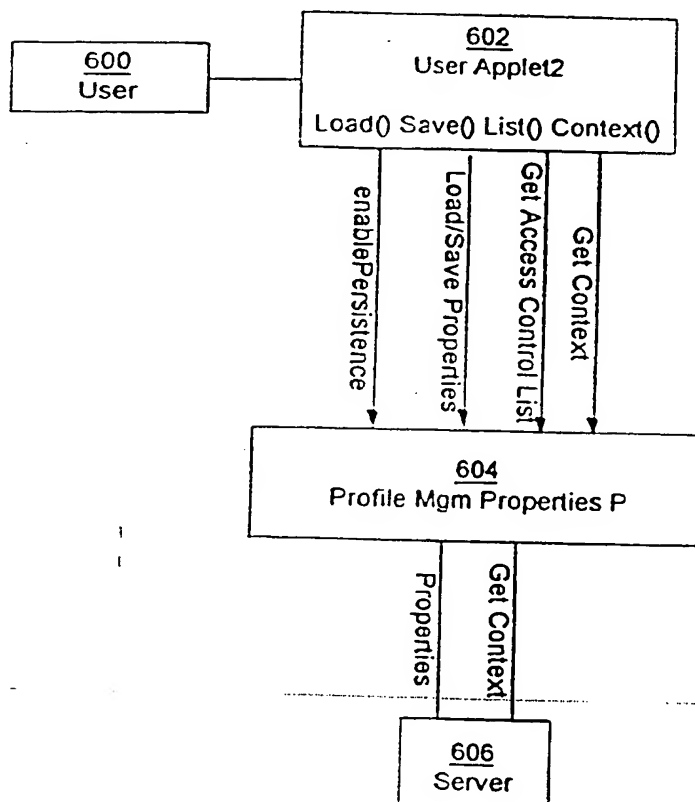 600
User
602
User Applet2
Load() Save() List() Context()
enablePersistence
Load/Save Properties
Get Access Control List
Get Context
604
Profile Mgm Properties P
Properties
Get Context
606
Server